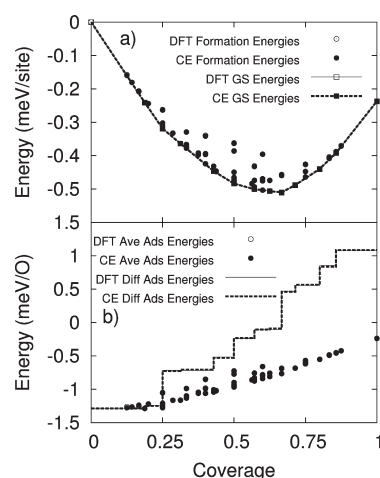 0
a)
DFT Formation Energies
-0.1
CE Formation Energies
DFT GS Energies
-0.2
CE GS Energies
-0.3
-0.4
-0.5
Energy (meV/site)
1.5
DFT Ave Ads Energies
1
CE Ave Ads Energies
DFT Diff Ads Energies
0.5
CE Diff Ads Energies
b)
0
-0.5
-1
-1.5
Energy (meV/O)
0 0.25 0.5 0.75 1
Coverage